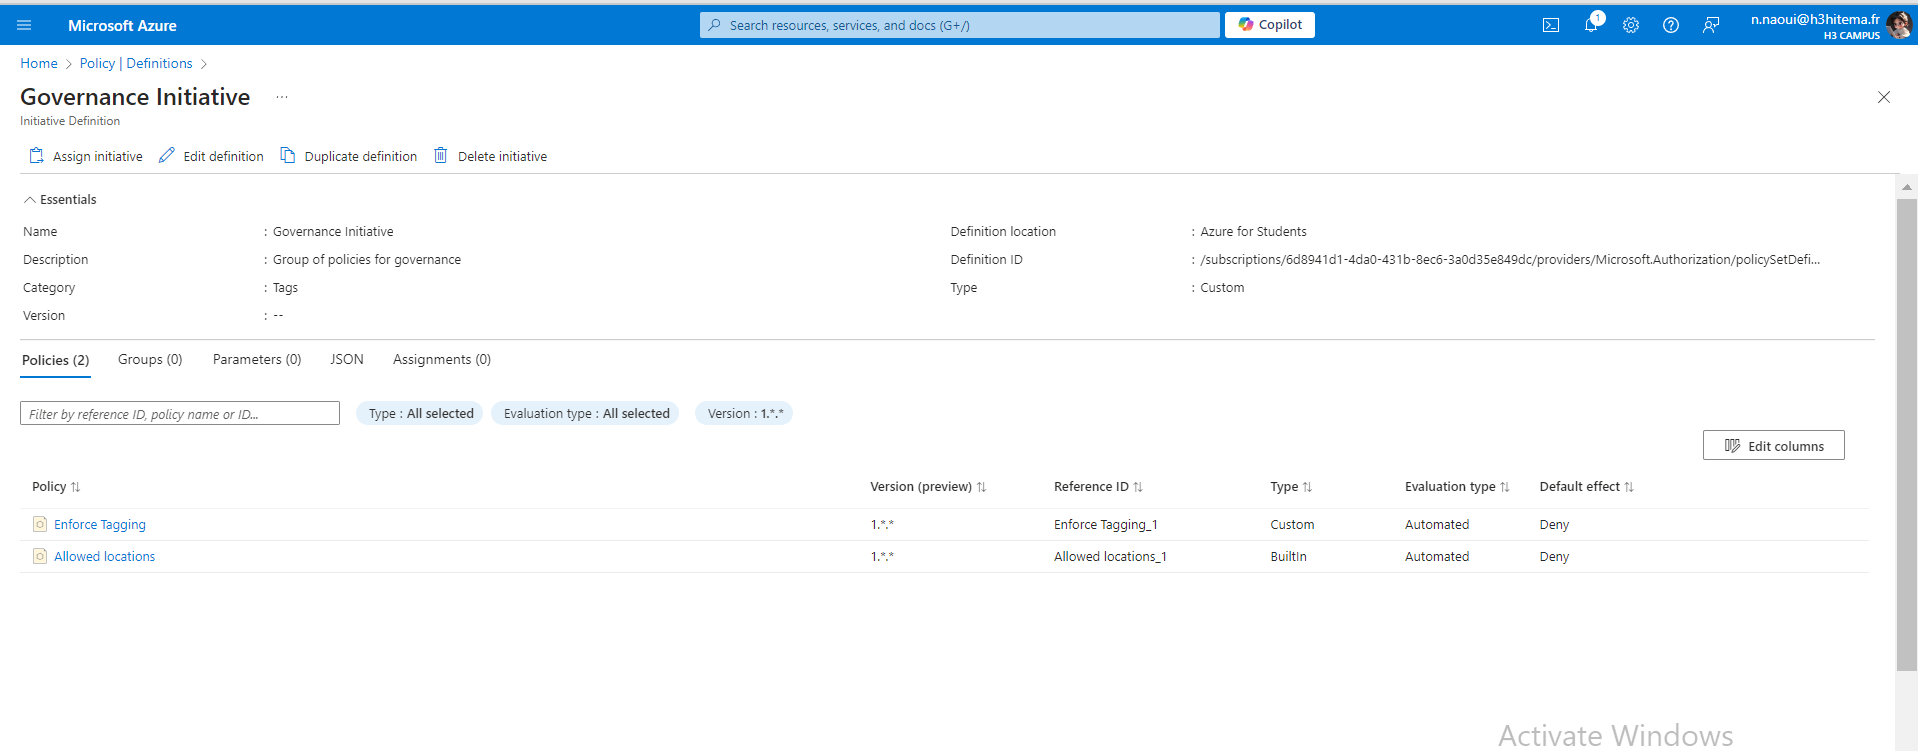 Microsoft Azure
Search resources, services, and docs (G+/)
Copilot
1
n.naoui@h3hitema.fr
H3 CAMPUS
Home > Policy | Definitions >
Governance Initiative ...
Initiative Definition
Assign initiative Edit definition Duplicate definition Delete initiative
Essentials
Name : Governance Initiative
Definition location : Azure for Students
Description : Group of policies for governance
Definition ID : /subscriptions/6d8941d1-4da0-431b-8ec6-3a0d35e849dc/providers/Microsoft.Authorization/policySetDefi...
Category : Tags
Type : Custom
Version : --
Policies (2) Groups (0) Parameters (0) JSON Assignments (0)
Filter by reference ID, policy name or ID...
Type : All selected
Evaluation type : All selected
Version : 1.*.*
Edit columns
Policy Version (preview) Reference ID Type Evaluation type Default effect
Enforce Tagging 1.*.* Enforce Tagging_1 Custom Automated Deny
Allowed locations 1.*.* Allowed locations_1 BuiltIn Automated Deny
Activate Windows